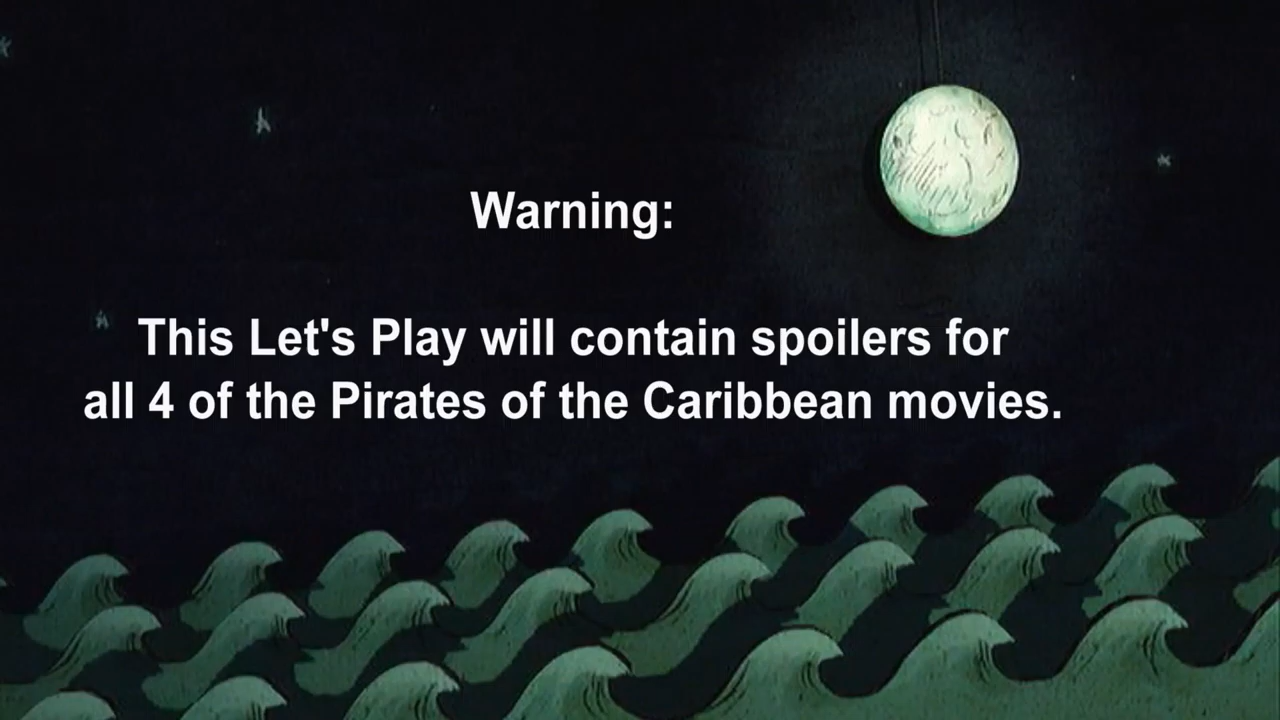 Warning:
This Let's Play will contain spoilers for
all 4 of the Pirates of the Caribbean movies.